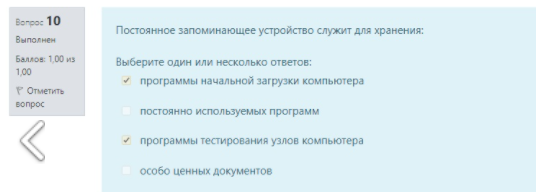 Вопрос 10
Выполнен
Баллов: 1,00 из
1,00
Отметить
вопрос
Постоянное запоминающее устройство служит для хранения:
Выберите один или несколько ответов:
программы начальной загрузки компьютера
постоянно используемых программ
программы тестирования узлов компьютера
особо ценных документов